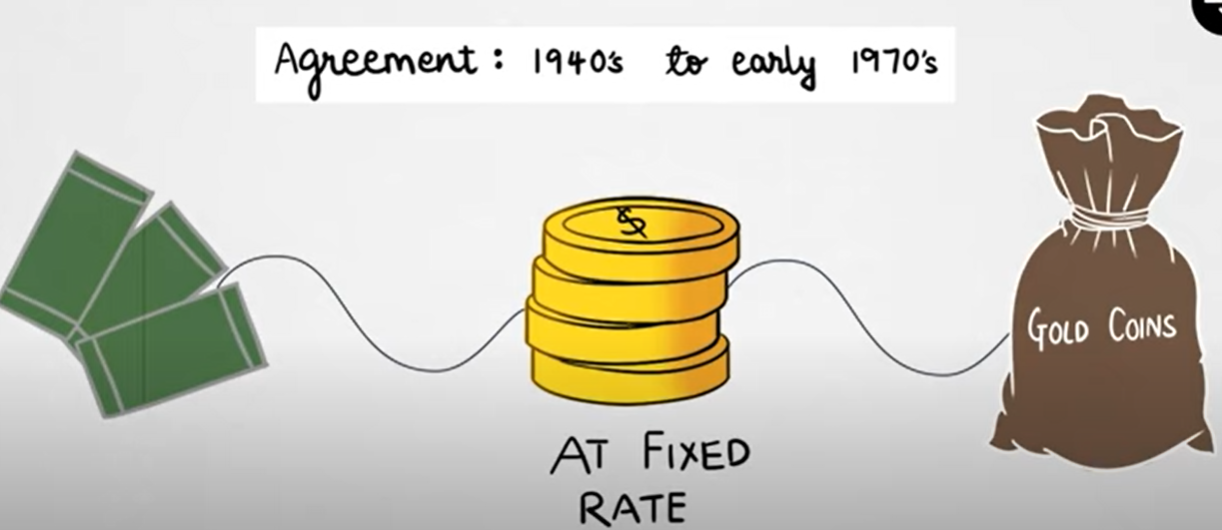 Agreement: 1940's to early 1970's
$
GOLD COINS
AT FIXED
RATE